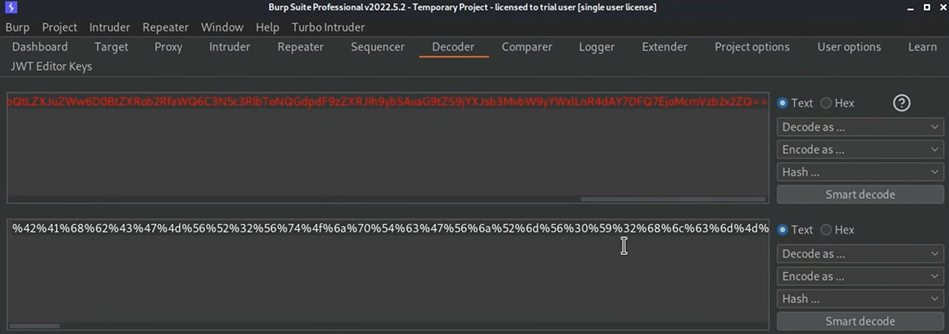 Burp Suite Professional v2022.5.2 - Temporary Project - licensed to trial user [single user license]
Burp Project Intruder Repeater Window Help Turbo Intruder
Dashboard Target Proxy Intruder Repeater Sequencer Decoder Comparer Logger Extender Project options User options Learn
JWT Editor Keys
QtLZXJuZWw6D0BtZXRob2RfaWQ6C3N5c3RlbToNQGdpdF9zZXRJIh9ybSAvaG9tZS9jYXJsb3MvbW9yYWxlLnR4dAY7DFQ7EjoMcmVzb2x2ZQ==
Text Hex ?
Decode as ...
Encode as ...
Hash ...
Smart decode
%42%41%68%62%43%47%4d%56%52%32%56%74%4f%6a%70%54%63%47%56%6a%52%6d%56%30%59%32%68%6c%63%6d%4d%
Text Hex
Decode as ...
Encode as ...
Hash ...
Smart decode